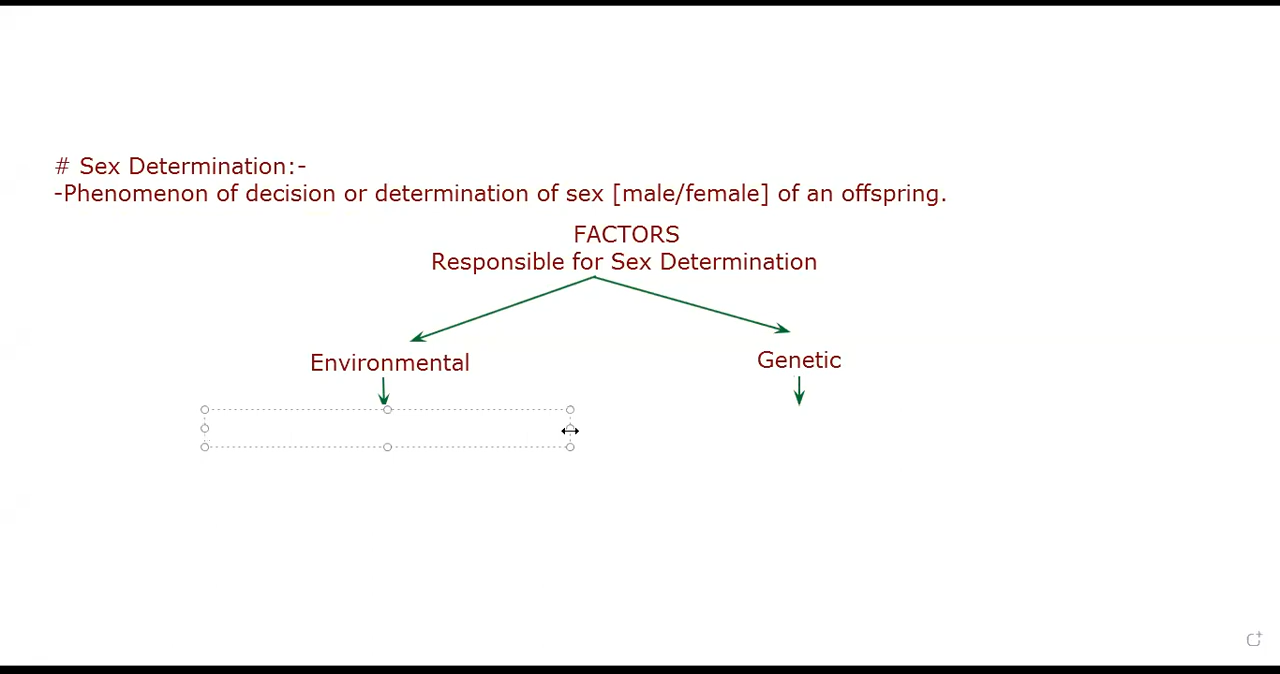 # Sex Determination:-
-Phenomenon of decision or determination of sex [male/female] of an offspring.
FACTORS
Responsible for Sex Determination
Environmental
Genetic